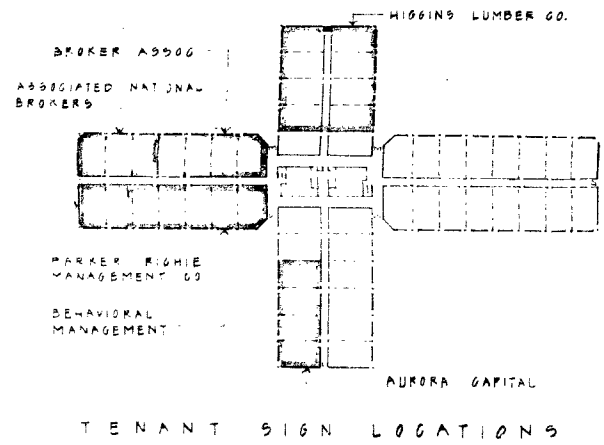 HIGGINS LUMBER CO.
BROKER ASSOC
ASSOCIATED NATIONAL
BROKERS
PARKER RICHIE
MANAGEMENT CO
BEHAVIORAL
MANAGEMENT
AURORA CAPITAL
TENANT SIGN LOCATIONS